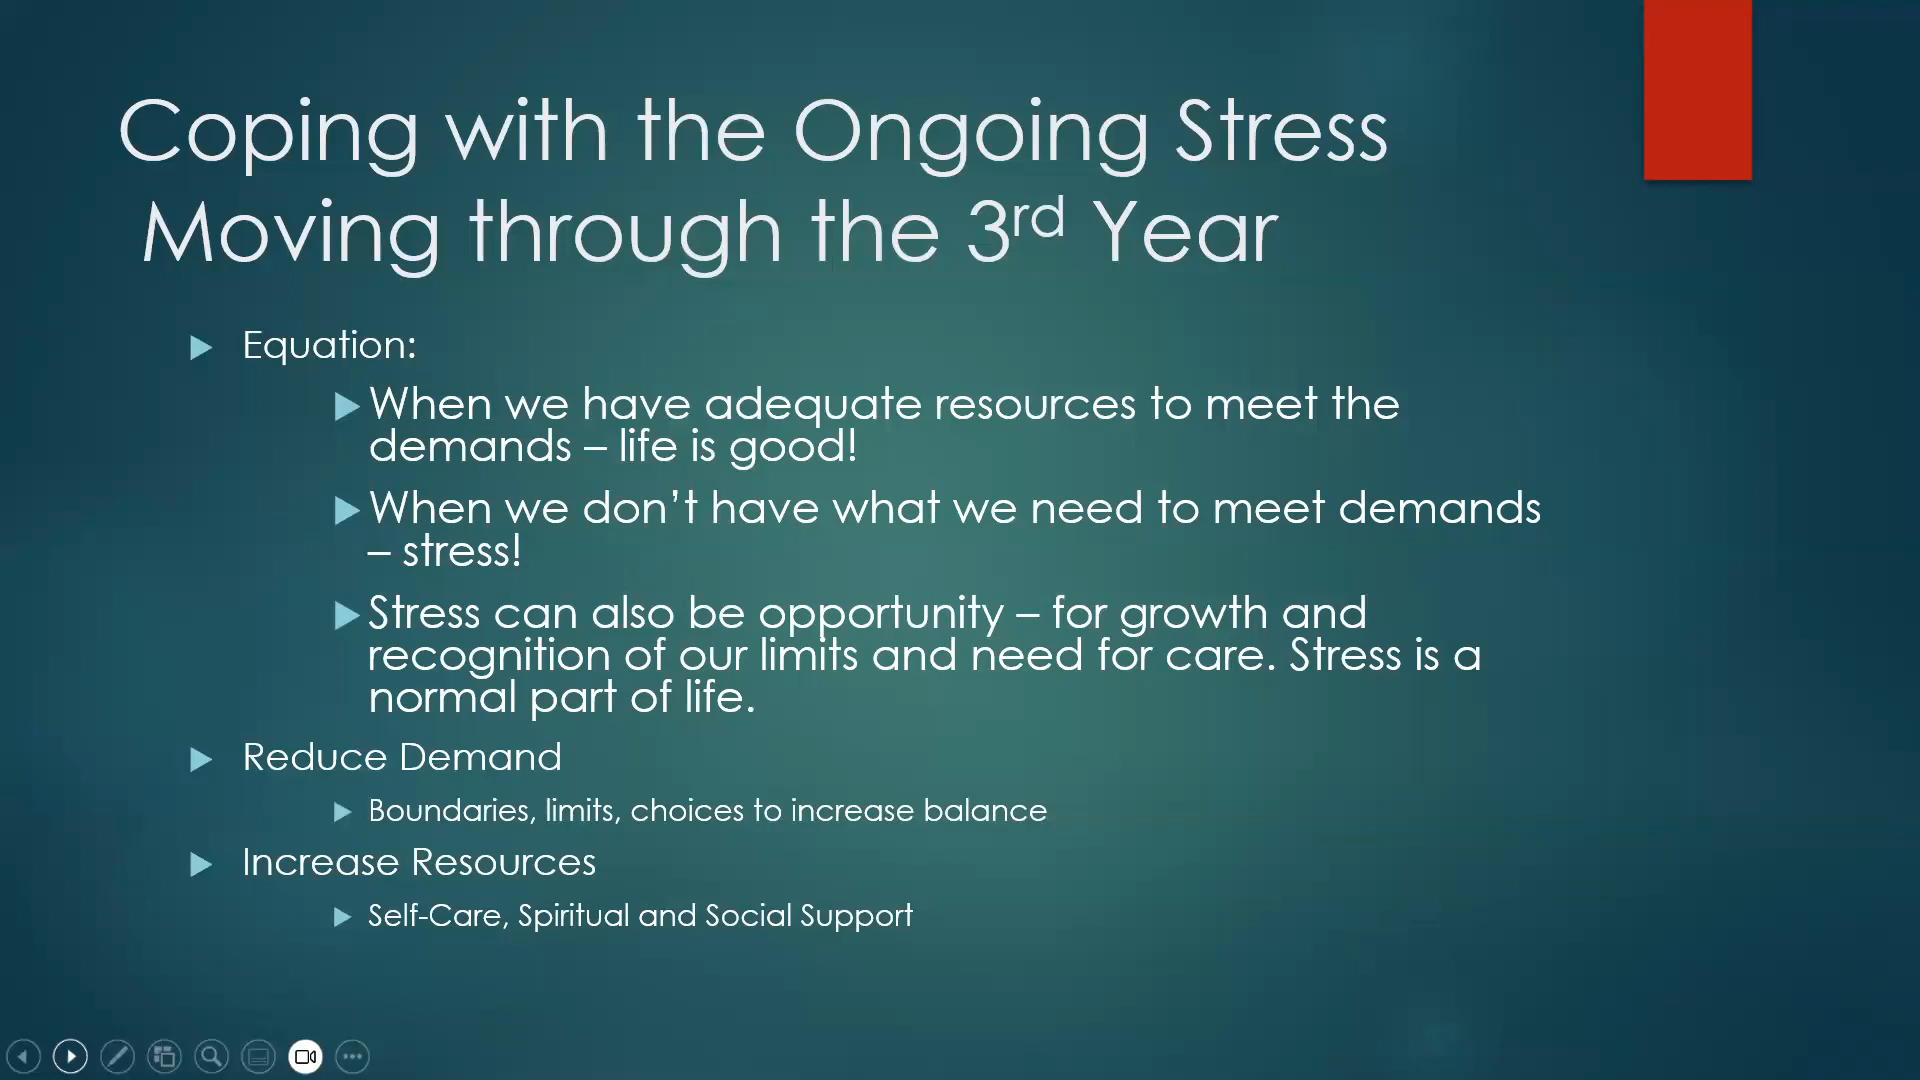 Coping with the Ongoing Stress
Moving through the 3rd Year
Equation:
When we have adequate resources to meet the
demands – life is good!
When we don’t have what we need to meet demands
– stress!
Stress can also be opportunity – for growth and
recognition of our limits and need for care. Stress is a
normal part of life.
Reduce Demand
Boundaries, limits, choices to increase balance
Increase Resources
Self-Care, Spiritual and Social Support